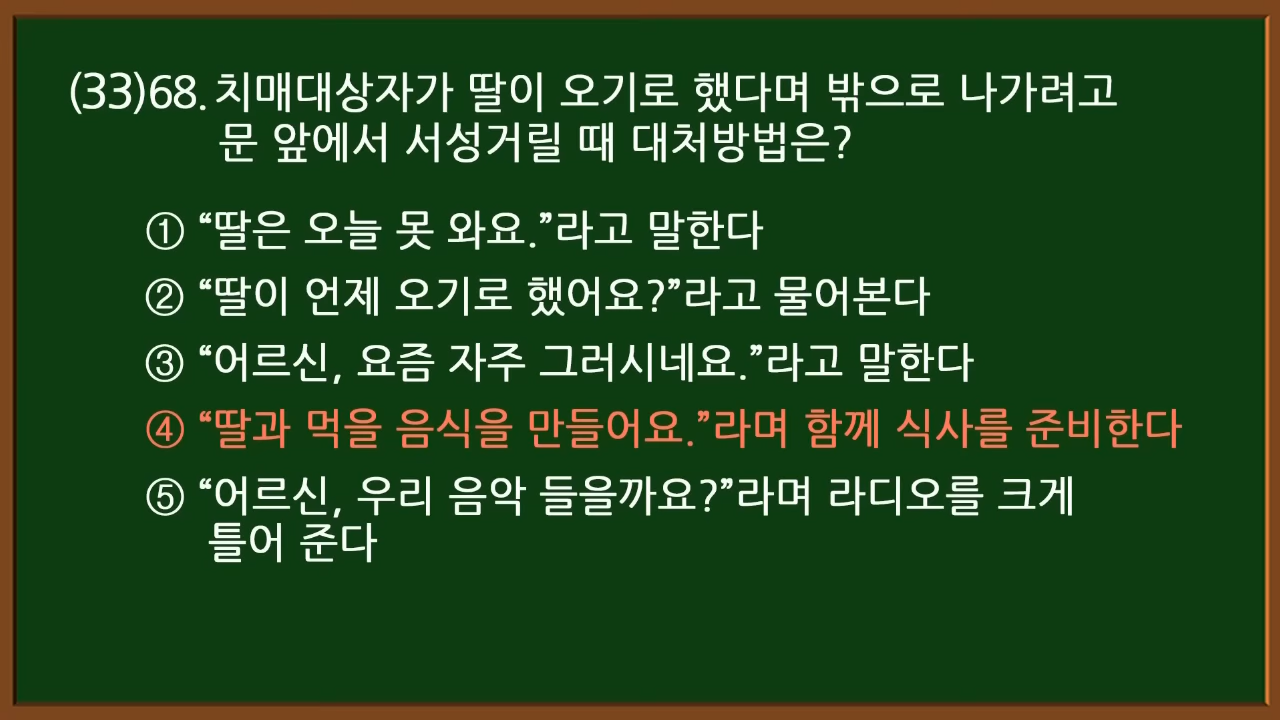 (33)68. 치매대상자가 딸이 오기로 했다며 밖으로 나가려고
문 앞에서 서성거릴 때 대처방법은?
① “딸은 오늘 못 와요.”라고 말한다
② “딸이 언제 오기로 했어요?”라고 물어본다
③ “어르신, 요즘 자주 그러시네요.”라고 말한다
④ “딸과 먹을 음식을 만들어요.”라며 함께 식사를 준비한다
⑤ “어르신, 우리 음악 들을까요?”라며 라디오를 크게
틀어 준다